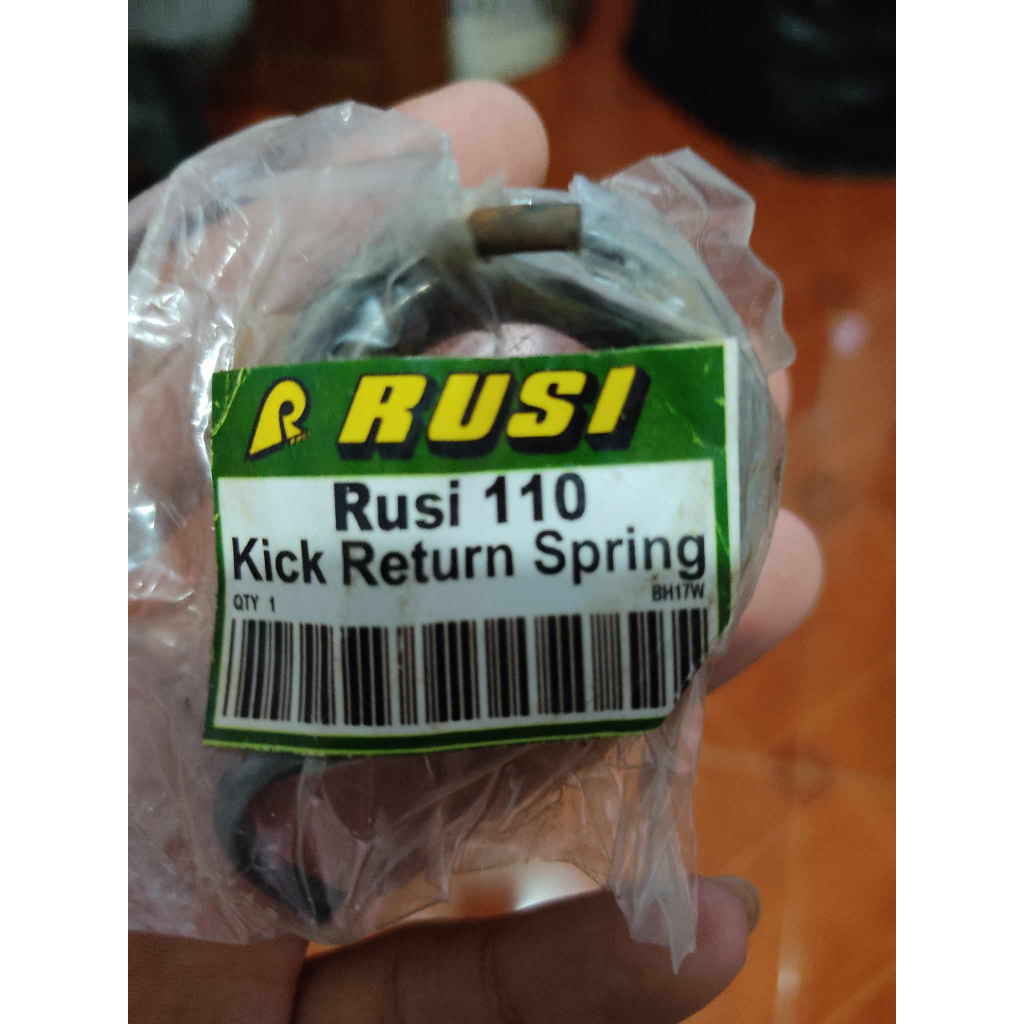 R RUSI
Rusi 110
Kick Return Spring
QTY 1 BH17W